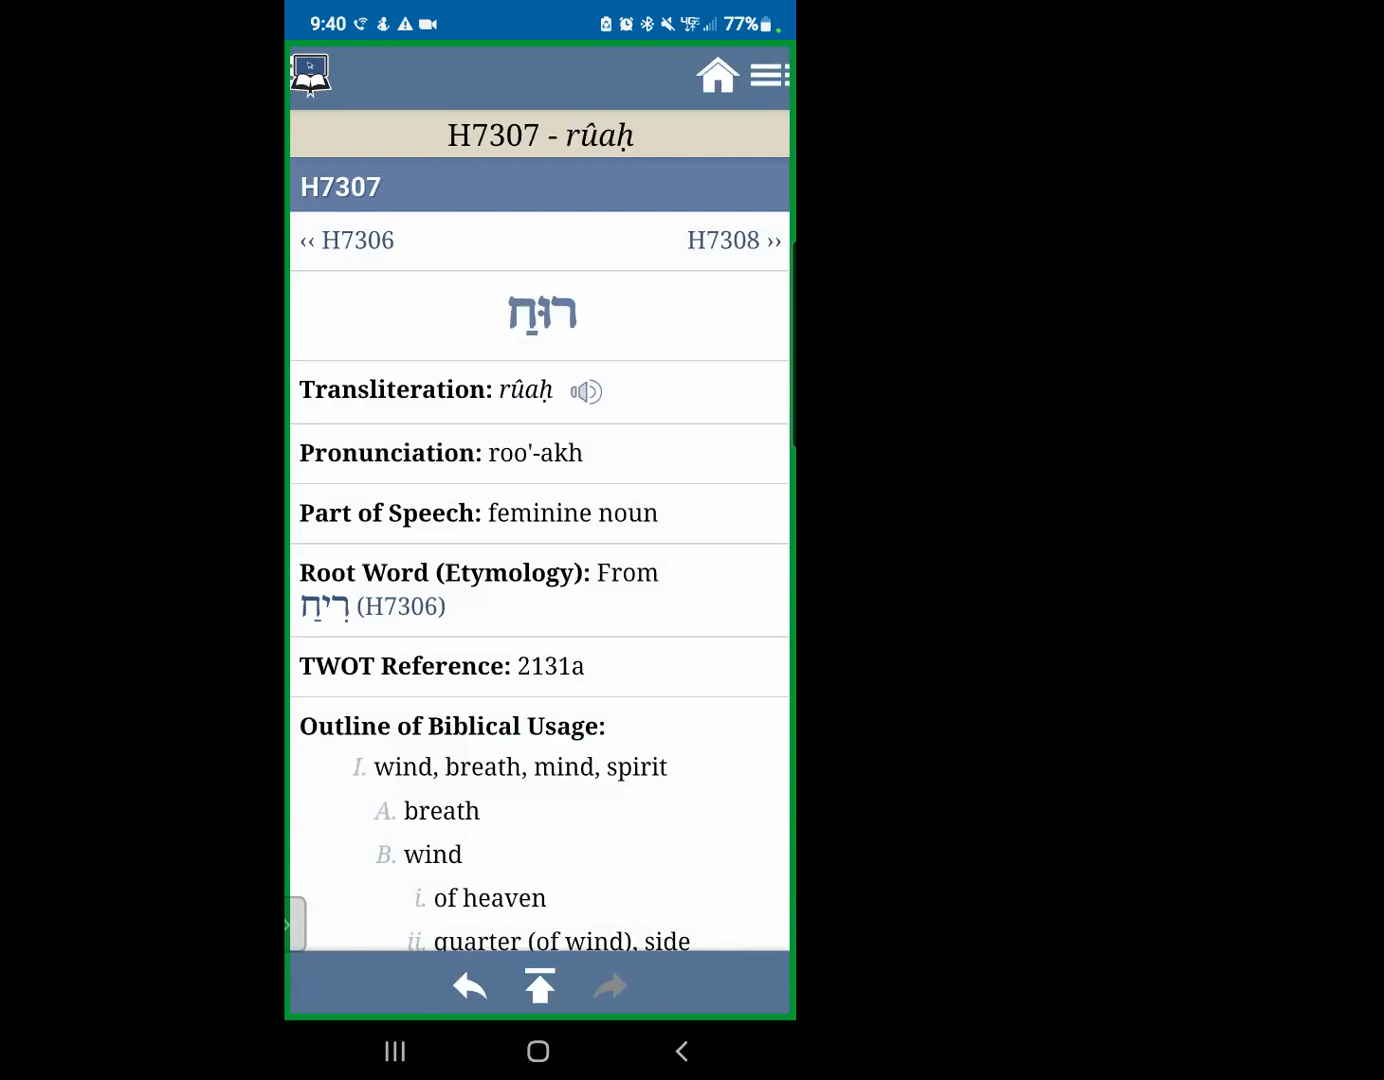 9:40 77%
H7307 - rûaḥ
H7307
‹‹ H7306 H7308 ››
רוּחַ
Transliteration: rûaḥ
Pronunciation: roo'-akh
Part of Speech: feminine noun
Root Word (Etymology): From
רִיחַ (H7306)
TWOT Reference: 2131a
Outline of Biblical Usage:
I. wind, breath, mind, spirit
A. breath
B. wind
i. of heaven
ii. quarter (of wind), side